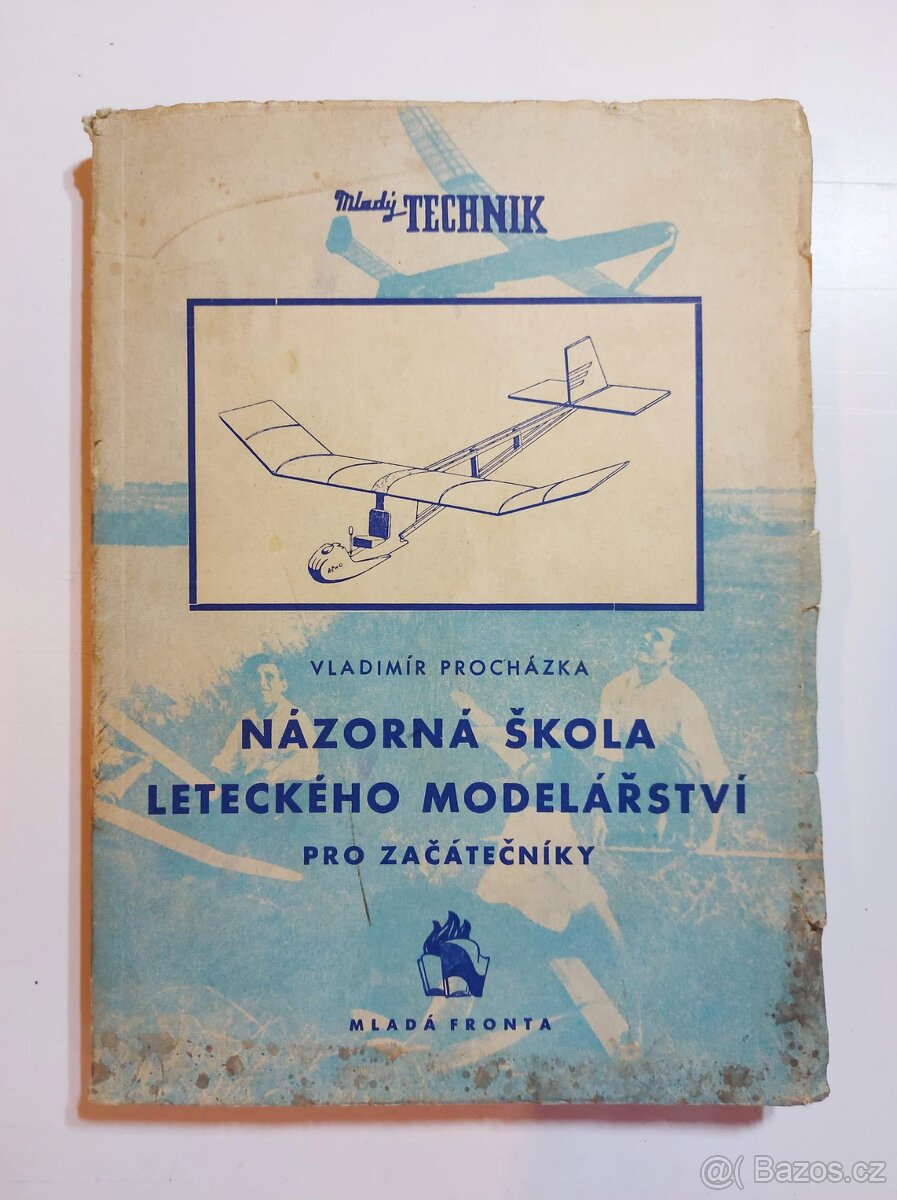 Mladý TECHNIK
VLADIMÍR PROCHÁZKA
NÁZORNÁ ŠKOLA
LETECKÉHO MODELÁŘSTVÍ
PRO ZAČÁTEČNÍKY
MLADÁ FRONTA
@( Bazos.cz